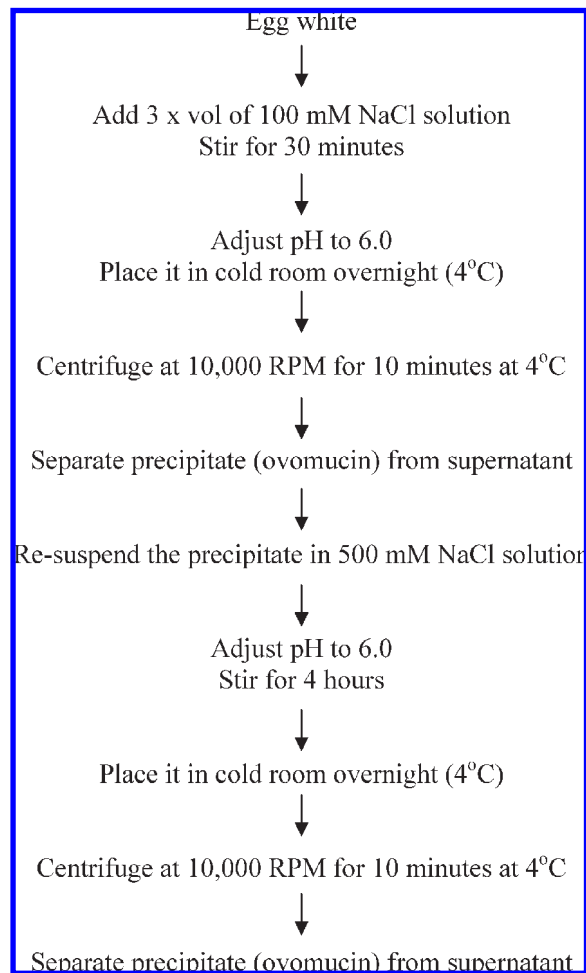 Egg white
Add 3 x vol of 100 mM NaCl solution
Stir for 30 minutes
Adjust pH to 6.0
Place it in cold room overnight (4°C)
Centrifuge at 10,000 RPM for 10 minutes at 4°C
Separate precipitate (ovomucin) from supernatant
Re-suspend the precipitate in 500 mM NaCl solution
Adjust pH to 6.0
Stir for 4 hours
Place it in cold room overnight (4°C)
Centrifuge at 10,000 RPM for 10 minutes at 4°C
Separate precipitate (ovomucin) from supernatant